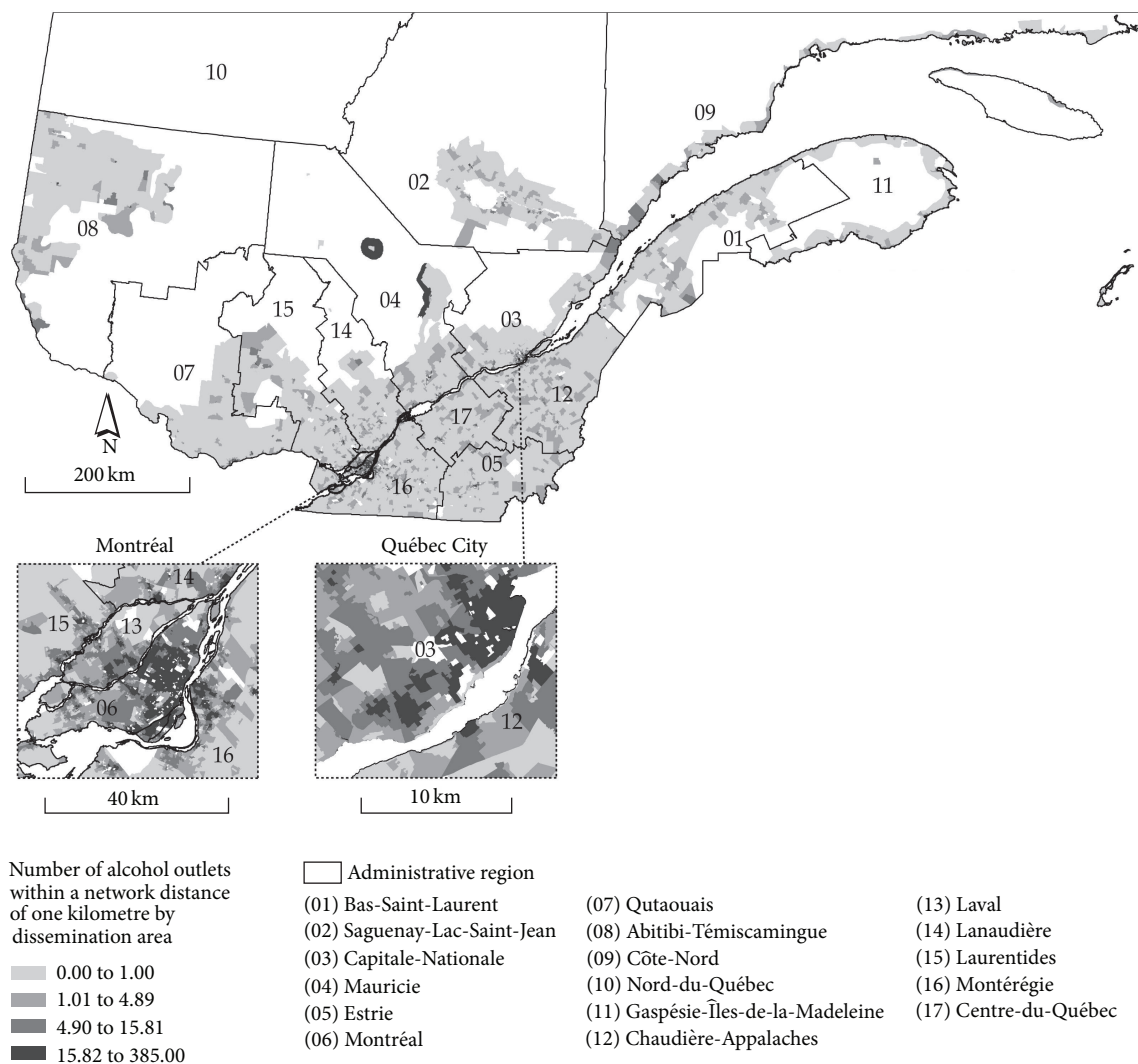 10
09
02
11
08
01
15
04
14
03
07
12
17
N
05
200 km
16
Montréal
Québec City
14
15
13
06
16
03
12
40 km
10 km
Number of alcohol outlets
within a network distance
of one kilometre by
dissemination area
0.00 to 1.00
1.01 to 4.89
4.90 to 15.81
15.82 to 385.00
Administrative region
(01) Bas-Saint-Laurent
(02) Saguenay-Lac-Saint-Jean
(03) Capitale-Nationale
(04) Mauricie
(05) Estrie
(06) Montréal
(07) Qutaouais
(08) Abitibi-Témiscamingue
(09) Côte-Nord
(10) Nord-du-Québec
(11) Gaspésie-Îles-de-la-Madeleine
(12) Chaudière-Appalaches
(13) Laval
(14) Lanaudière
(15) Laurentides
(16) Montérégie
(17) Centre-du-Québec